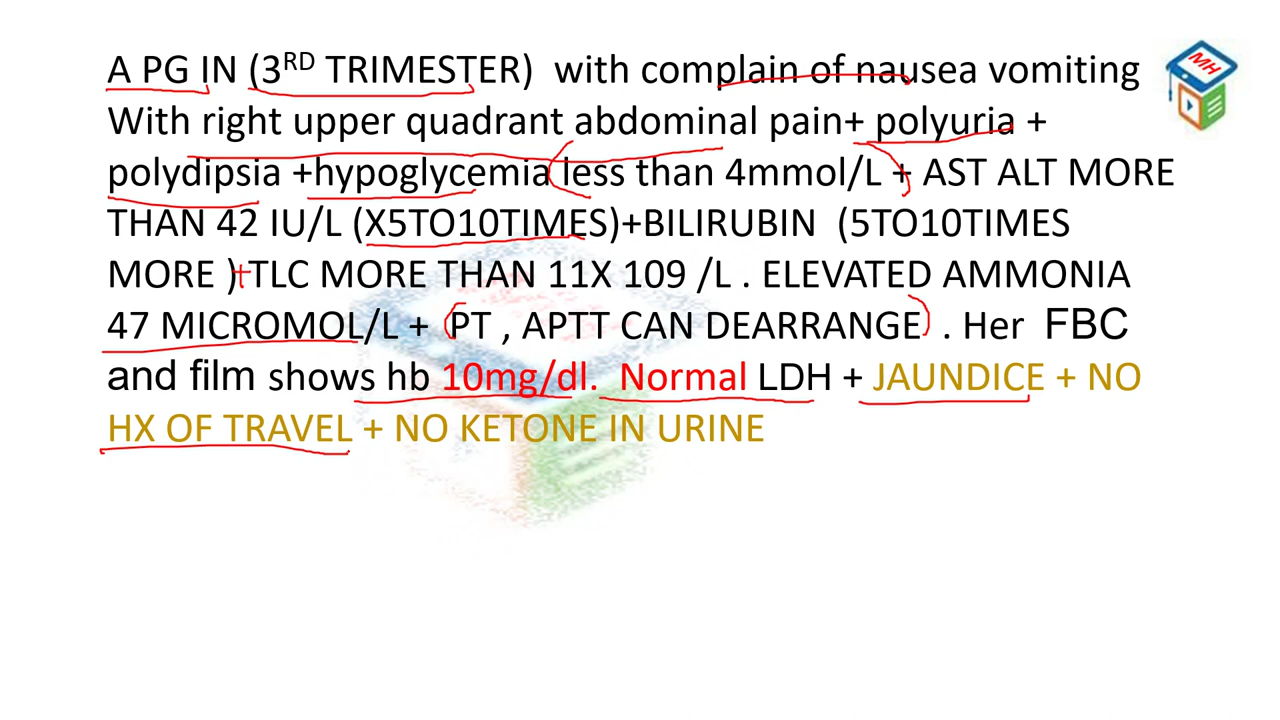 A PG IN (3RD TRIMESTER) with complain of nausea vomiting
With right upper quadrant abdominal pain+ polyuria +
polydipsia +hypoglycemia less than 4mmol/L + AST ALT MORE
THAN 42 IU/L (X5TO10TIMES)+BILIRUBIN (5TO10TIMES
MORE )+TLC MORE THAN 11X 109 /L . ELEVATED AMMONIA
47 MICROMOL/L + (PT , APTT CAN DEARRANGE) . Her FBC
and film shows hb 10mg/dl. Normal LDH + JAUNDICE + NO
HX OF TRAVEL + NO KETONE IN URINE
MH